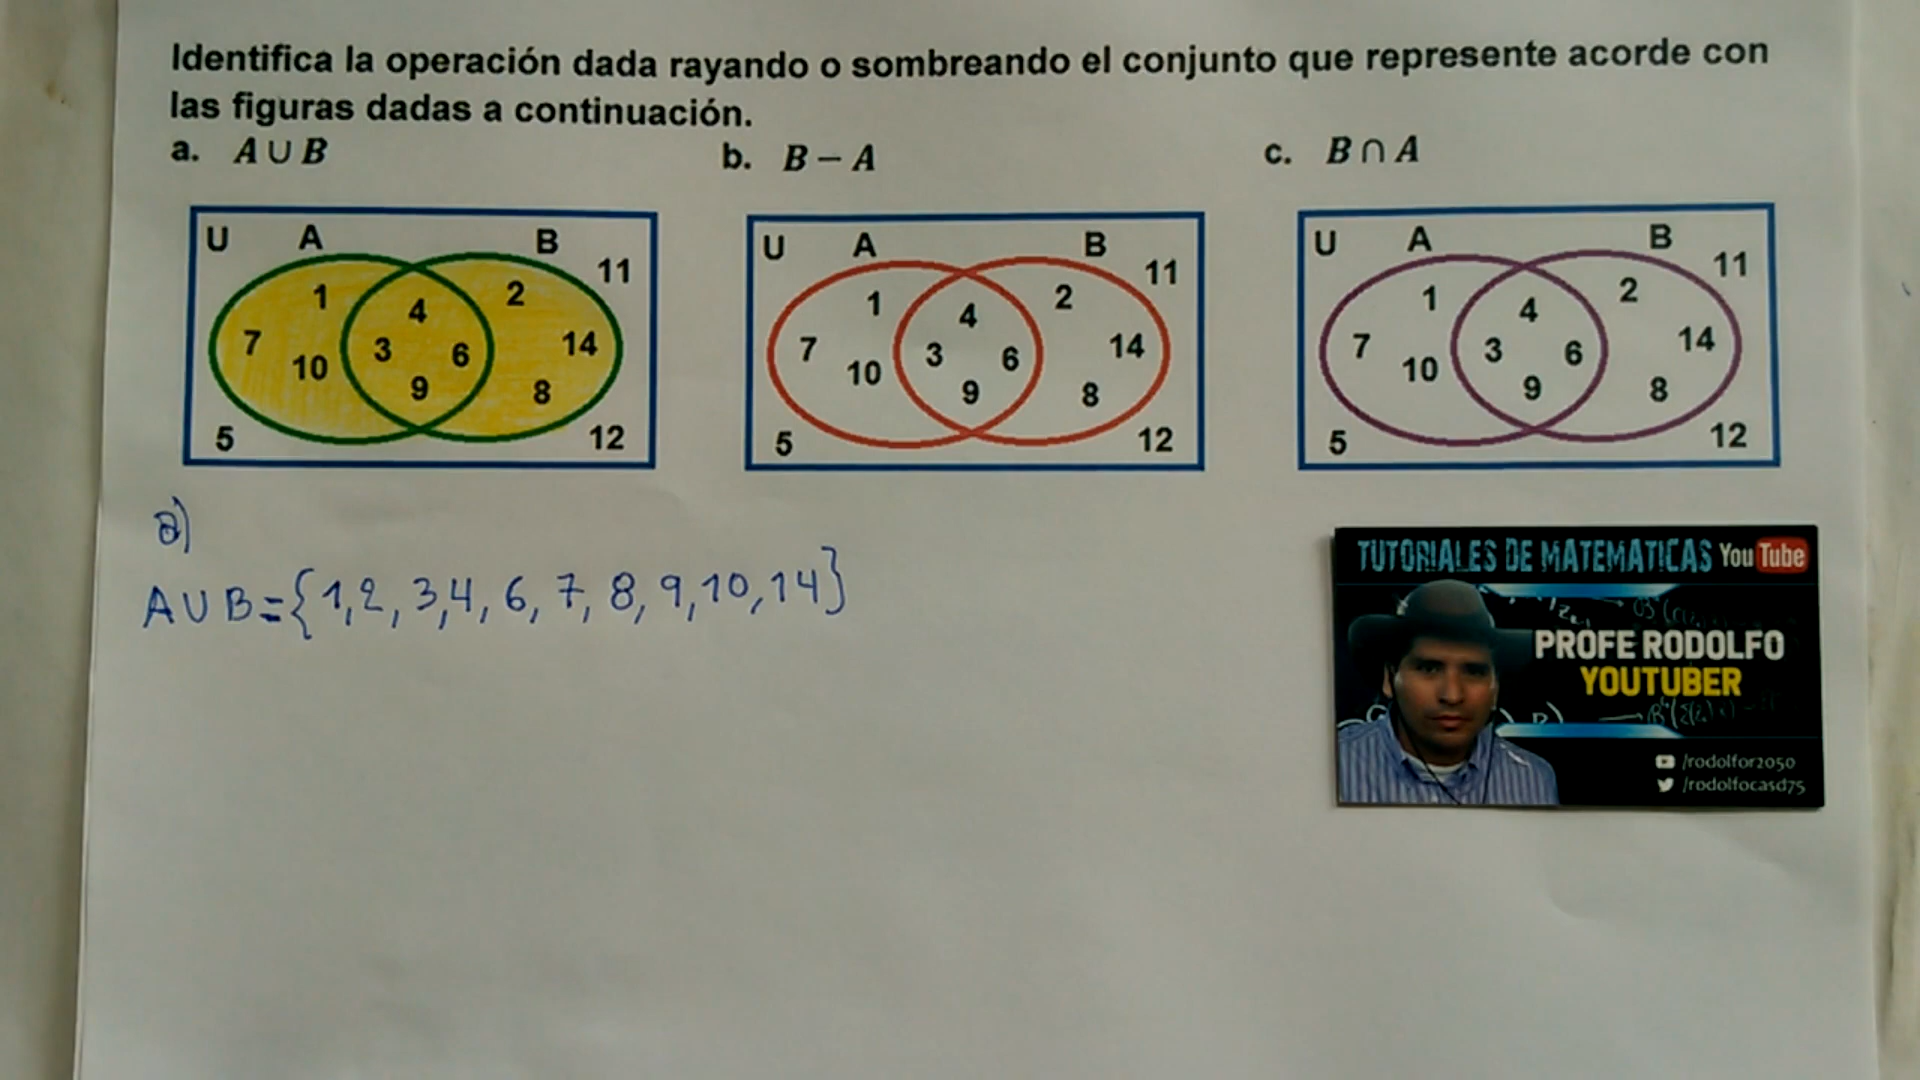 Identifica la operación dada rayando o sombreando el conjunto que represente acorde con
las figuras dadas a continuación.
a. A ∪ B
b. B − A
c. B ∩ A
U A B
11
1 4 2
7 3 6 14
10 9 8
5 12
U A B
11
1 4 2
7 3 6 14
10 9 8
5 12
U A B
11
1 4 2
7 3 6 14
10 9 8
5 12
a)
A ∪ B = {1, 2, 3, 4, 6, 7, 8, 9, 10, 14}
TUTORIALES DE MATEMATICAS YouTube
PROFE RODOLFO
YOUTUBER
/rodolfor2050
/rodolfocasd75